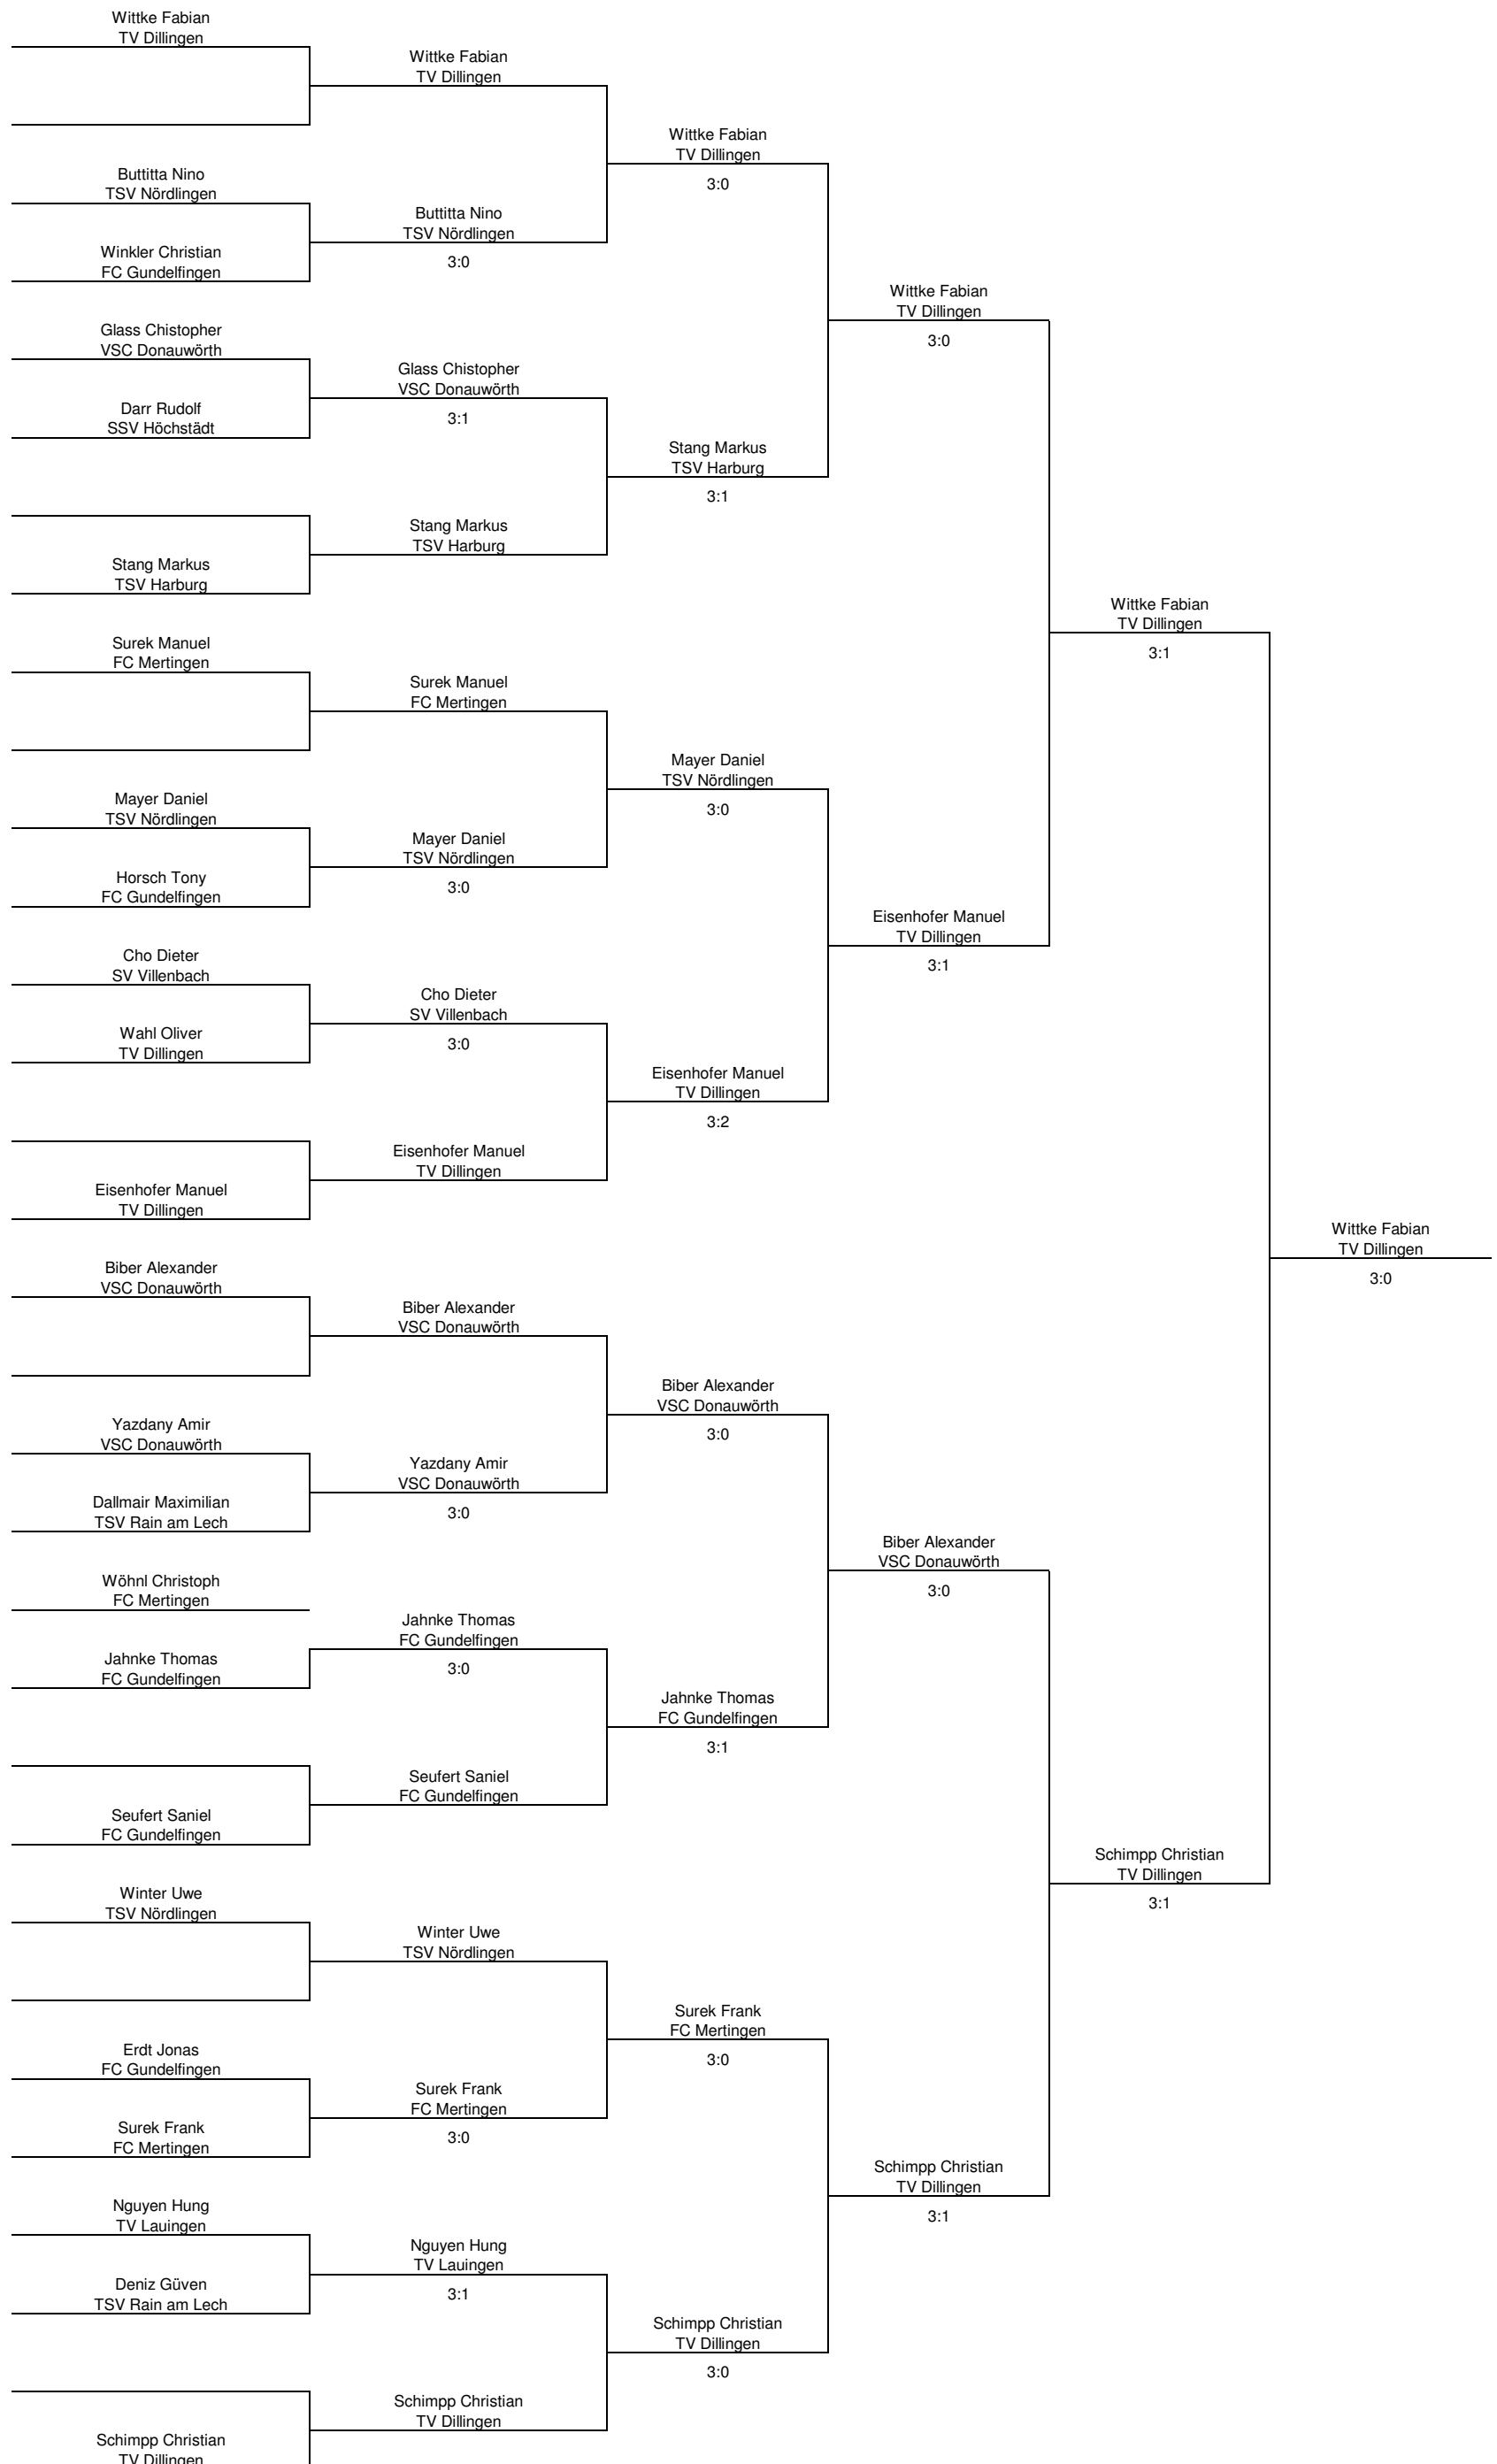 Wittke Fabian
TV Dillingen
Buttitta Nino
TSV Nördlingen
Winkler Christian
FC Gundelfingen
Glass Chistopher
VSC Donauwörth
Darr Rudolf
SSV Höchstädt
Stang Markus
TSV Harburg
Surek Manuel
FC Mertingen
Mayer Daniel
TSV Nördlingen
Horsch Tony
FC Gundelfingen
Cho Dieter
SV Villenbach
Wahl Oliver
TV Dillingen
Eisenhofer Manuel
TV Dillingen
Biber Alexander
VSC Donauwörth
Yazdany Amir
VSC Donauwörth
Dallmair Maximilian
TSV Rain am Lech
Wöhnl Christoph
FC Mertingen
Jahnke Thomas
FC Gundelfingen
Seufert Saniel
FC Gundelfingen
Winter Uwe
TSV Nördlingen
Erdt Jonas
FC Gundelfingen
Surek Frank
FC Mertingen
Nguyen Hung
TV Lauingen
Deniz Güven
TSV Rain am Lech
Schimpp Christian
TV Dillingen
Wittke Fabian
TV Dillingen
Buttitta Nino
TSV Nördlingen
3:0
Glass Chistopher
VSC Donauwörth
3:1
Stang Markus
TSV Harburg
Surek Manuel
FC Mertingen
Mayer Daniel
TSV Nördlingen
3:0
Cho Dieter
SV Villenbach
3:0
Eisenhofer Manuel
TV Dillingen
Biber Alexander
VSC Donauwörth
Yazdany Amir
VSC Donauwörth
3:0
Jahnke Thomas
FC Gundelfingen
3:0
Seufert Saniel
FC Gundelfingen
Winter Uwe
TSV Nördlingen
Surek Frank
FC Mertingen
3:0
Nguyen Hung
TV Lauingen
3:1
Schimpp Christian
TV Dillingen
Wittke Fabian
TV Dillingen
3:0
Stang Markus
TSV Harburg
3:1
Mayer Daniel
TSV Nördlingen
3:0
Eisenhofer Manuel
TV Dillingen
3:2
Biber Alexander
VSC Donauwörth
3:0
Jahnke Thomas
FC Gundelfingen
3:1
Surek Frank
FC Mertingen
3:0
Schimpp Christian
TV Dillingen
3:0
Wittke Fabian
TV Dillingen
3:0
Eisenhofer Manuel
TV Dillingen
3:1
Biber Alexander
VSC Donauwörth
3:0
Schimpp Christian
TV Dillingen
3:1
Wittke Fabian
TV Dillingen
3:1
Schimpp Christian
TV Dillingen
3:1
Wittke Fabian
TV Dillingen
3:0